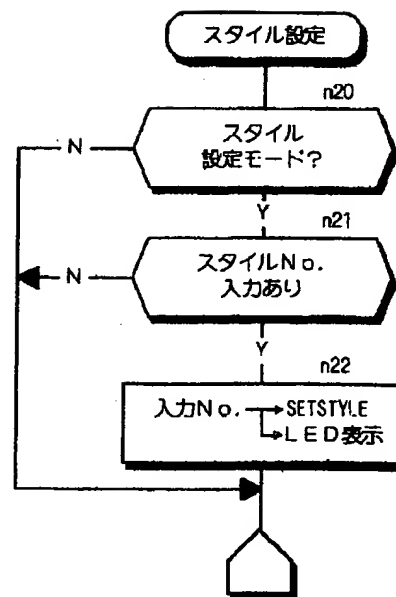 スタイル設定
n20
スタイル
設定モード?
N
Y
n21
スタイルNo.
入力あり
N
Y
n22
入力No. → SETSTYLE
→ LED表示